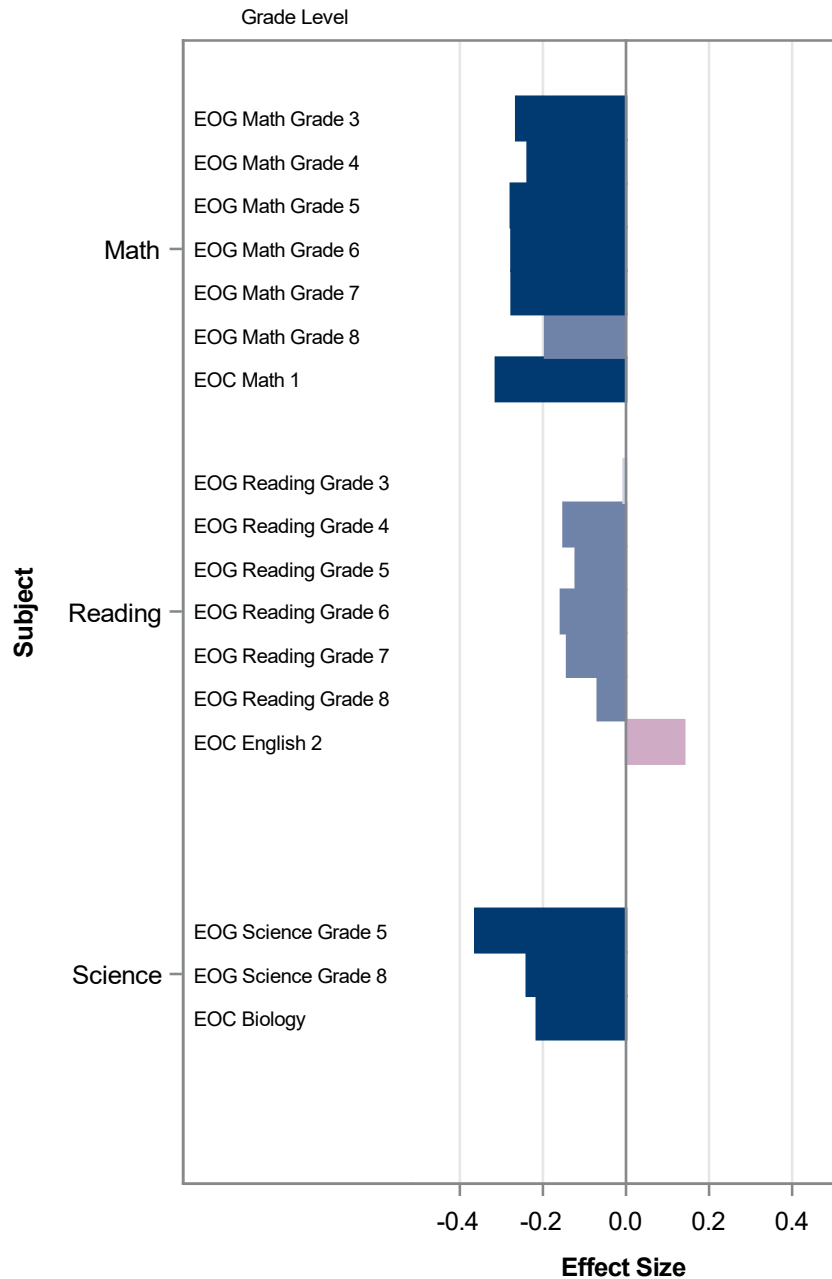 Grade Level
EOG Math Grade 3
EOG Math Grade 4
EOG Math Grade 5
Math
EOG Math Grade 6
EOG Math Grade 7
EOG Math Grade 8
EOC Math 1
EOG Reading Grade 3
EOG Reading Grade 4
EOG Reading Grade 5
Subject
Reading
EOG Reading Grade 6
EOG Reading Grade 7
EOG Reading Grade 8
EOC English 2
EOG Science Grade 5
Science
EOG Science Grade 8
EOC Biology
-0.4 -0.2 0.0 0.2 0.4
Effect Size